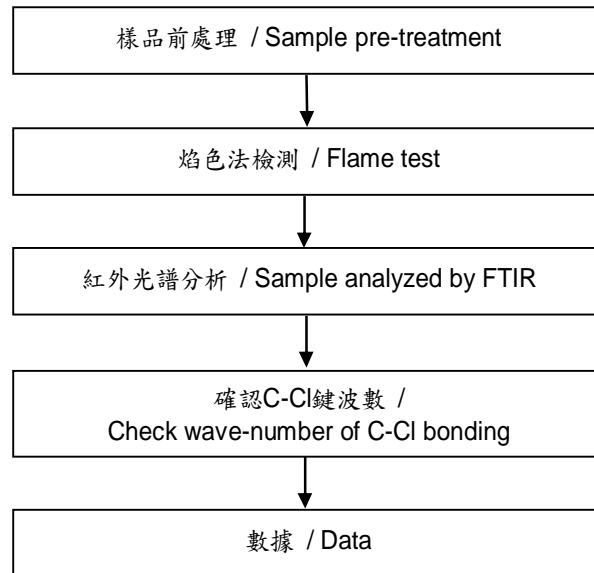 樣品前處理 / Sample pre-treatment
焰色法檢測 / Flame test
紅外光譜分析 / Sample analyzed by FTIR
確認C-Cl鍵波數 /
Check wave-number of C-Cl bonding
數據 / Data